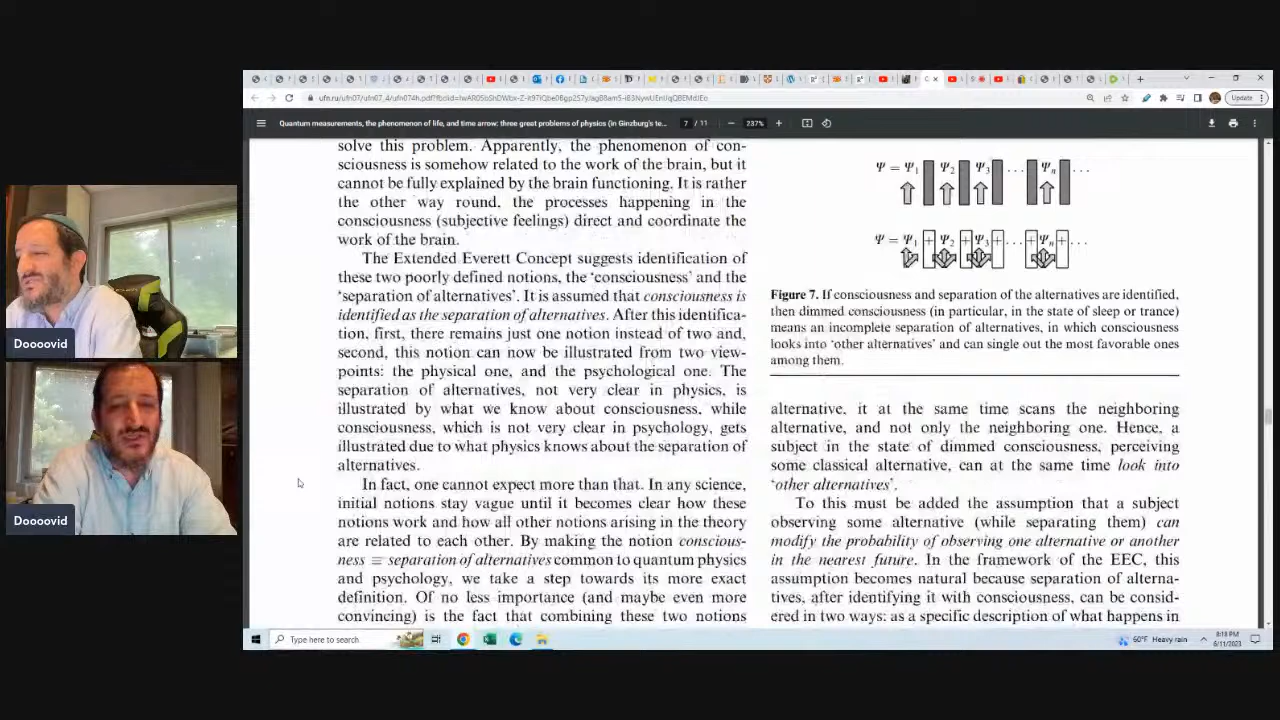 Update
Quantum measurements, the phenomenon of life, and time arrow: three great problems of physics (in Ginzburg's te...
7 / 11
237%
solve this problem. Apparently, the phenomenon of con-
sciousness is somehow related to the work of the brain, but it
cannot be fully explained by the brain functioning. It is rather
the other way round, the processes happening in the
consciousness (subjective feelings) direct and coordinate the
work of the brain.
The Extended Everett Concept suggests identification of
these two poorly defined notions, the 'consciousness' and the
'separation of alternatives'. It is assumed that consciousness is
identified as the separation of alternatives. After this identifica-
tion, first, there remains just one notion instead of two and,
second, this notion can now be illustrated from two view-
points: the physical one, and the psychological one. The
separation of alternatives, not very clear in physics, is
illustrated by what we know about consciousness, while
consciousness, which is not very clear in psychology, gets
illustrated due to what physics knows about the separation of
alternatives.
In fact, one cannot expect more than that. In any science,
initial notions stay vague until it becomes clear how these
notions work and how all other notions arising in the theory
are related to each other. By making the notion conscious-
ness ≡ separation of alternatives common to quantum physics
and psychology, we take a step towards its more exact
definition. Of no less importance (and maybe even more
convincing) is the fact that combining these two notions
Ψ = Ψ1 Ψ2 Ψ3 ... Ψn ...
Ψ = Ψ1 + Ψ2 + Ψ3 + ... + Ψn + ...
Figure 7. If consciousness and separation of the alternatives are identified,
then dimmed consciousness (in particular, in the state of sleep or trance)
means an incomplete separation of alternatives, in which consciousness
looks into 'other alternatives' and can single out the most favorable ones
among them.
alternative, it at the same time scans the neighboring
alternative, and not only the neighboring one. Hence, a
subject in the state of dimmed consciousness, perceiving
some classical alternative, can at the same time look into
'other alternatives'.
To this must be added the assumption that a subject
observing some alternative (while separating them) can
modify the probability of observing one alternative or another
in the nearest future. In the framework of the EEC, this
assumption becomes natural because separation of alterna-
tives, after identifying it with consciousness, can be consid-
ered in two ways: as a specific description of what happens in
Doooovid
Doooovid
Type here to search
60°F Heavy rain
8:18 PM
6/11/2023